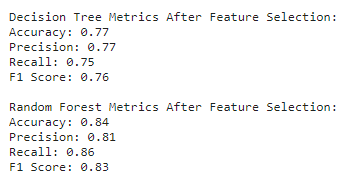 Decision Tree Metrics After Feature Selection:
Accuracy: 0.77
Precision: 0.77
Recall: 0.75
F1 Score: 0.76
Random Forest Metrics After Feature Selection:
Accuracy: 0.84
Precision: 0.81
Recall: 0.86
F1 Score: 0.83